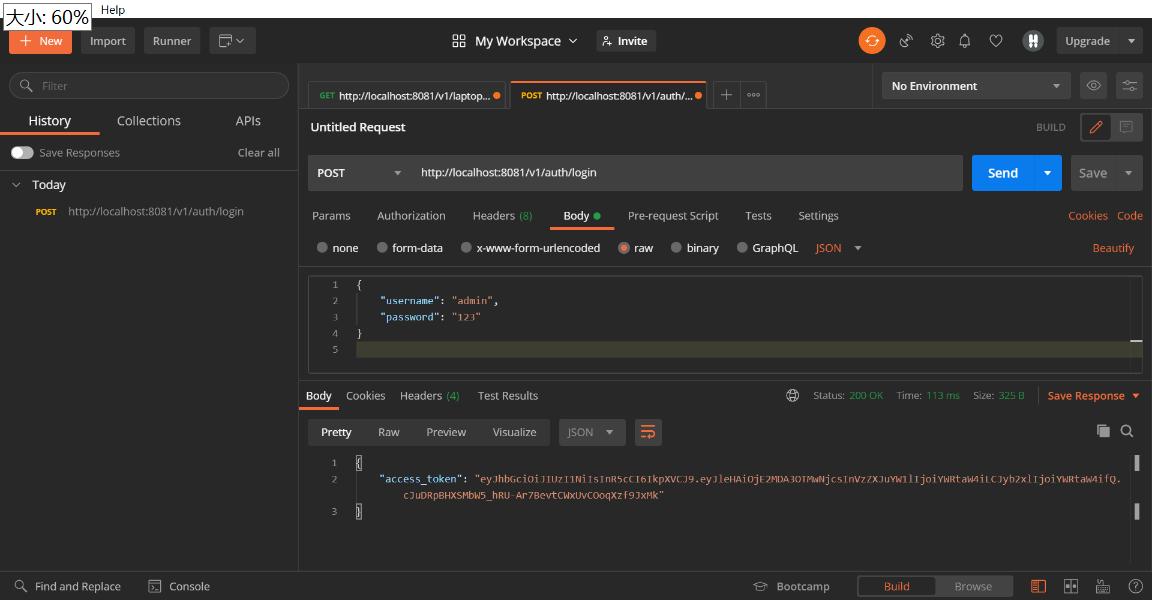 大小: 60%
Help
New Import Runner My Workspace Invite Upgrade
Filter
GET http://localhost:8081/v1/laptop... POST http://localhost:8081/v1/auth/... No Environment
History Collections APIs
Untitled Request BUILD
Save Responses Clear all
POST http://localhost:8081/v1/auth/login Send Save
Today
POST http://localhost:8081/v1/auth/login
Params Authorization Headers (8) Body Pre-request Script Tests Settings Cookies Code
none form-data x-www-form-urlencoded raw binary GraphQL JSON Beautify
1 {
2 "username": "admin",
3 "password": "123"
4 }
5
Body Cookies Headers (4) Test Results Status: 200 OK Time: 113 ms Size: 325 B Save Response
Pretty Raw Preview Visualize JSON
1 {
2 "access_token": "eyJhbGciOiJIUzI1NiIsInR5cCI6IkpXVCJ9.eyJleHAiOjE2MDA3OTMwNjcsInVzZXJuYW1lIjoiYWRtaW4iLCJyb2xlIjoiYWRtaW4ifQ.
cJuDRpBHXSMbW5_hRU-Ar7BevtCWxUvCOoqXzf9JxMk"
3 }
Find and Replace Console Bootcamp Build Browse